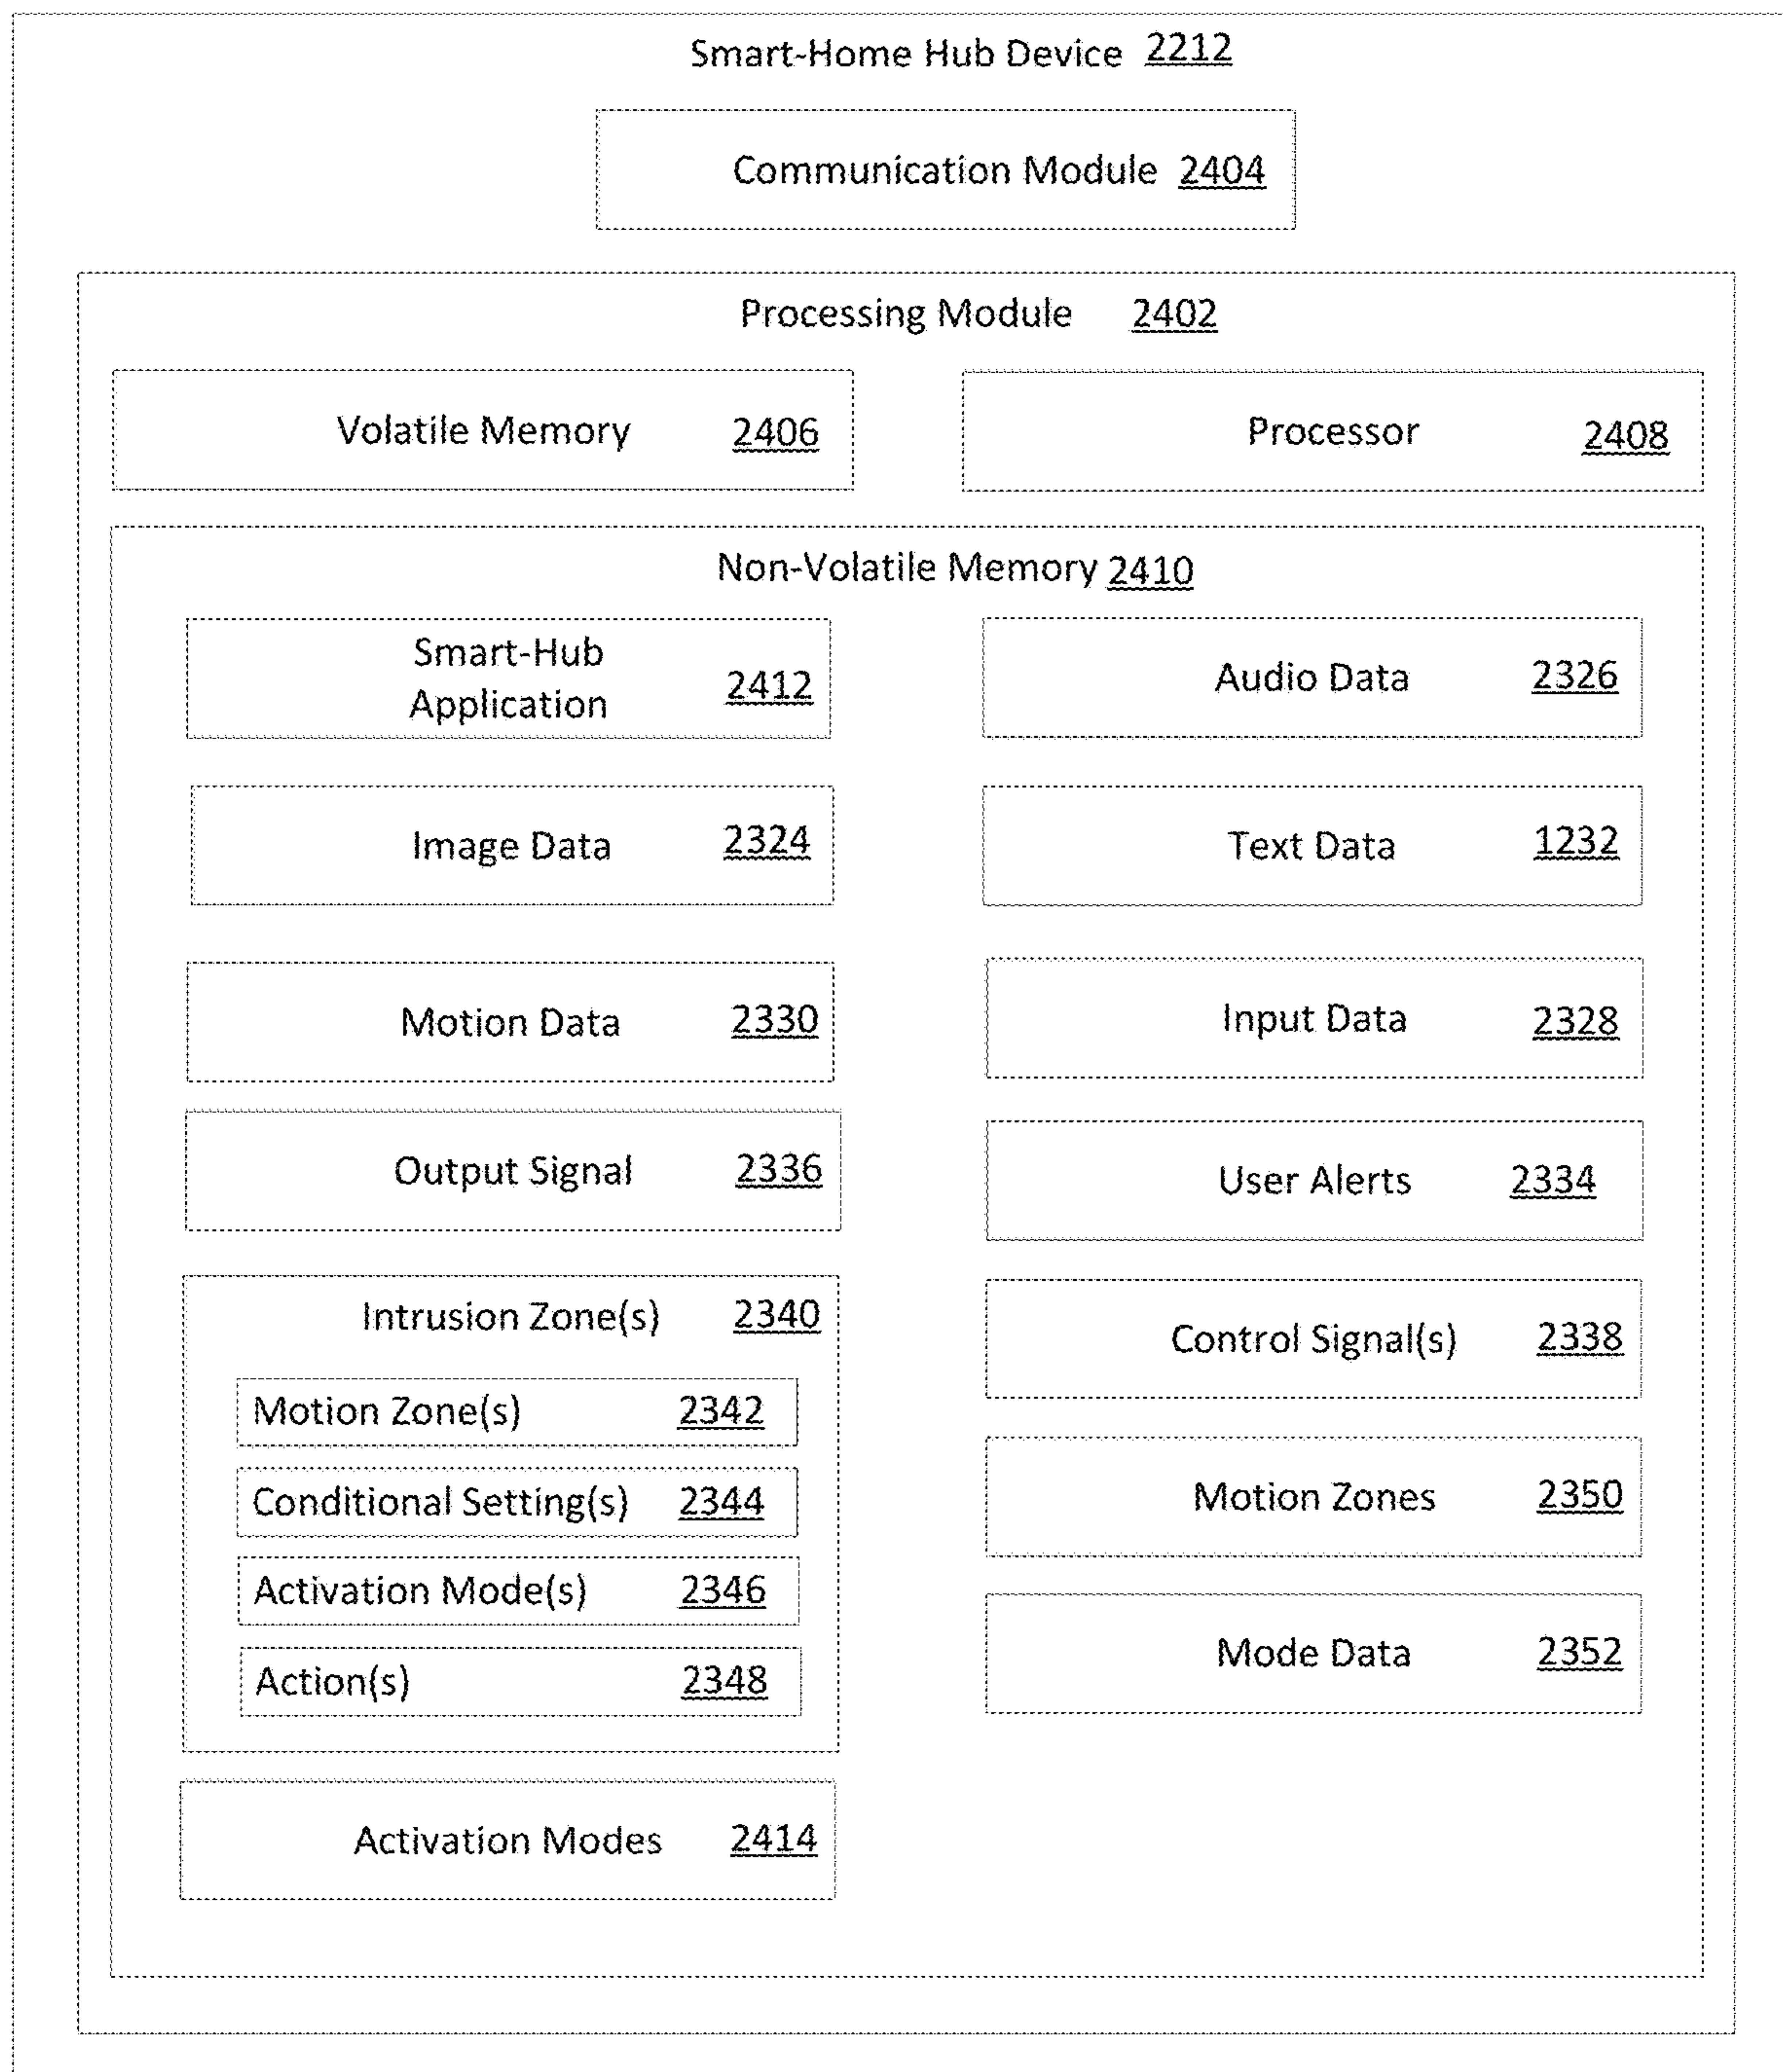 Smart-Home Hub Device 2212
Communication Module 2404
Processing Module 2402
Volatile Memory 2406
Processor 2408
Non-Volatile Memory 2410
Smart-Hub
Application 2412
Audio Data 2326
Image Data 2324
Text Data 1232
Motion Data 2330
Input Data 2328
Output Signal 2336
User Alerts 2334
Intrusion Zone(s) 2340
Motion Zone(s) 2342
Conditional Setting(s) 2344
Activation Mode(s) 2346
Action(s) 2348
Control Signal(s) 2338
Motion Zones 2350
Mode Data 2352
Activation Modes 2414